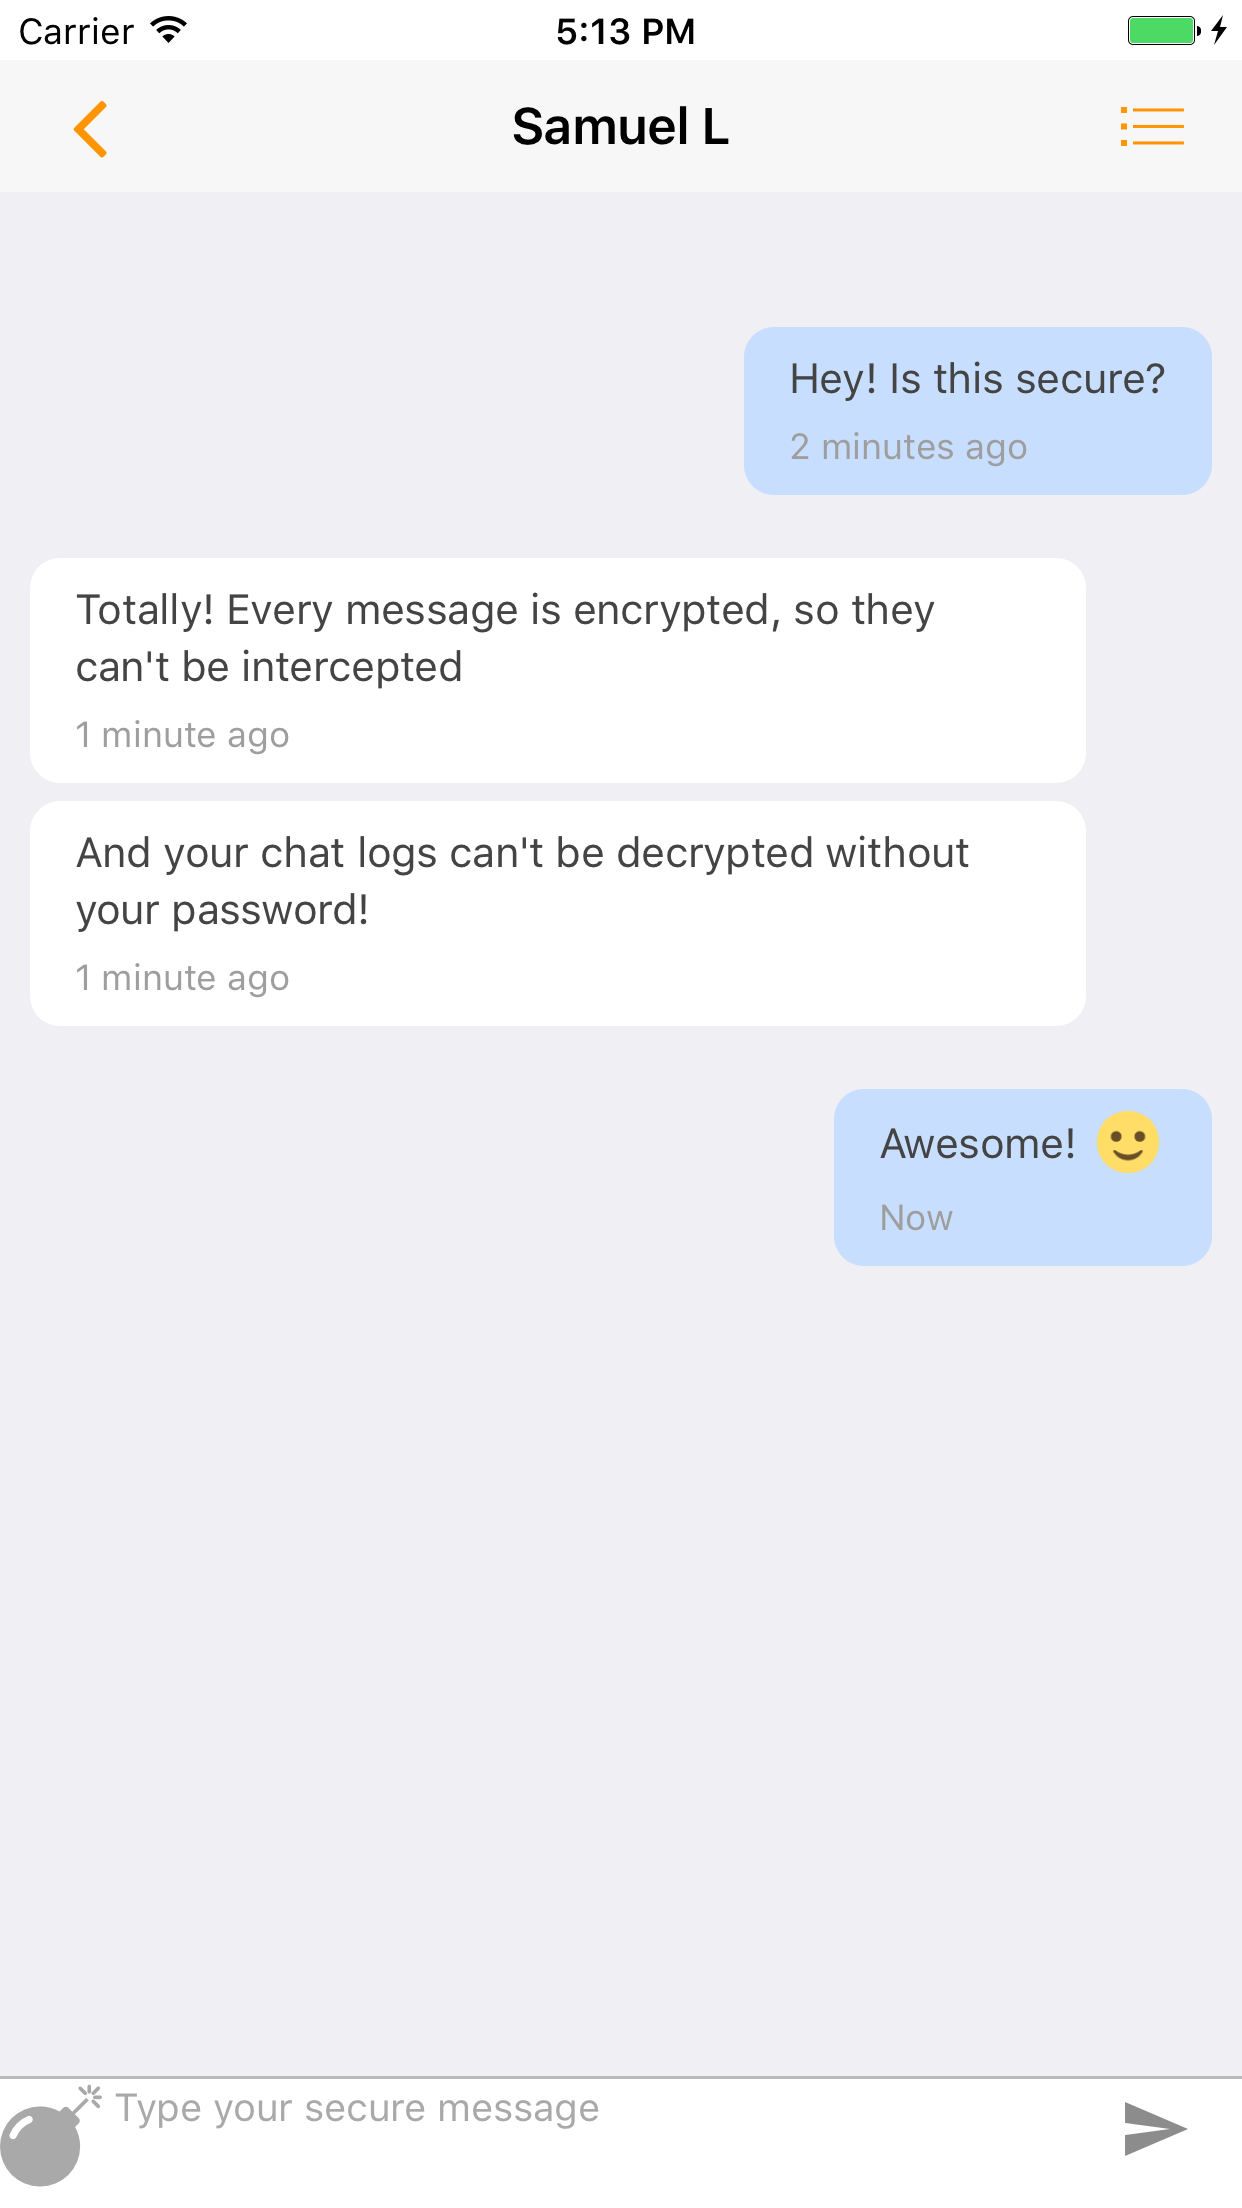 Carrier 5:13 PM
Samuel L
Hey! Is this secure?
2 minutes ago
Totally! Every message is encrypted, so they
can't be intercepted
1 minute ago
And your chat logs can't be decrypted without
your password!
1 minute ago
Awesome! 🙂
Now
Type your secure message